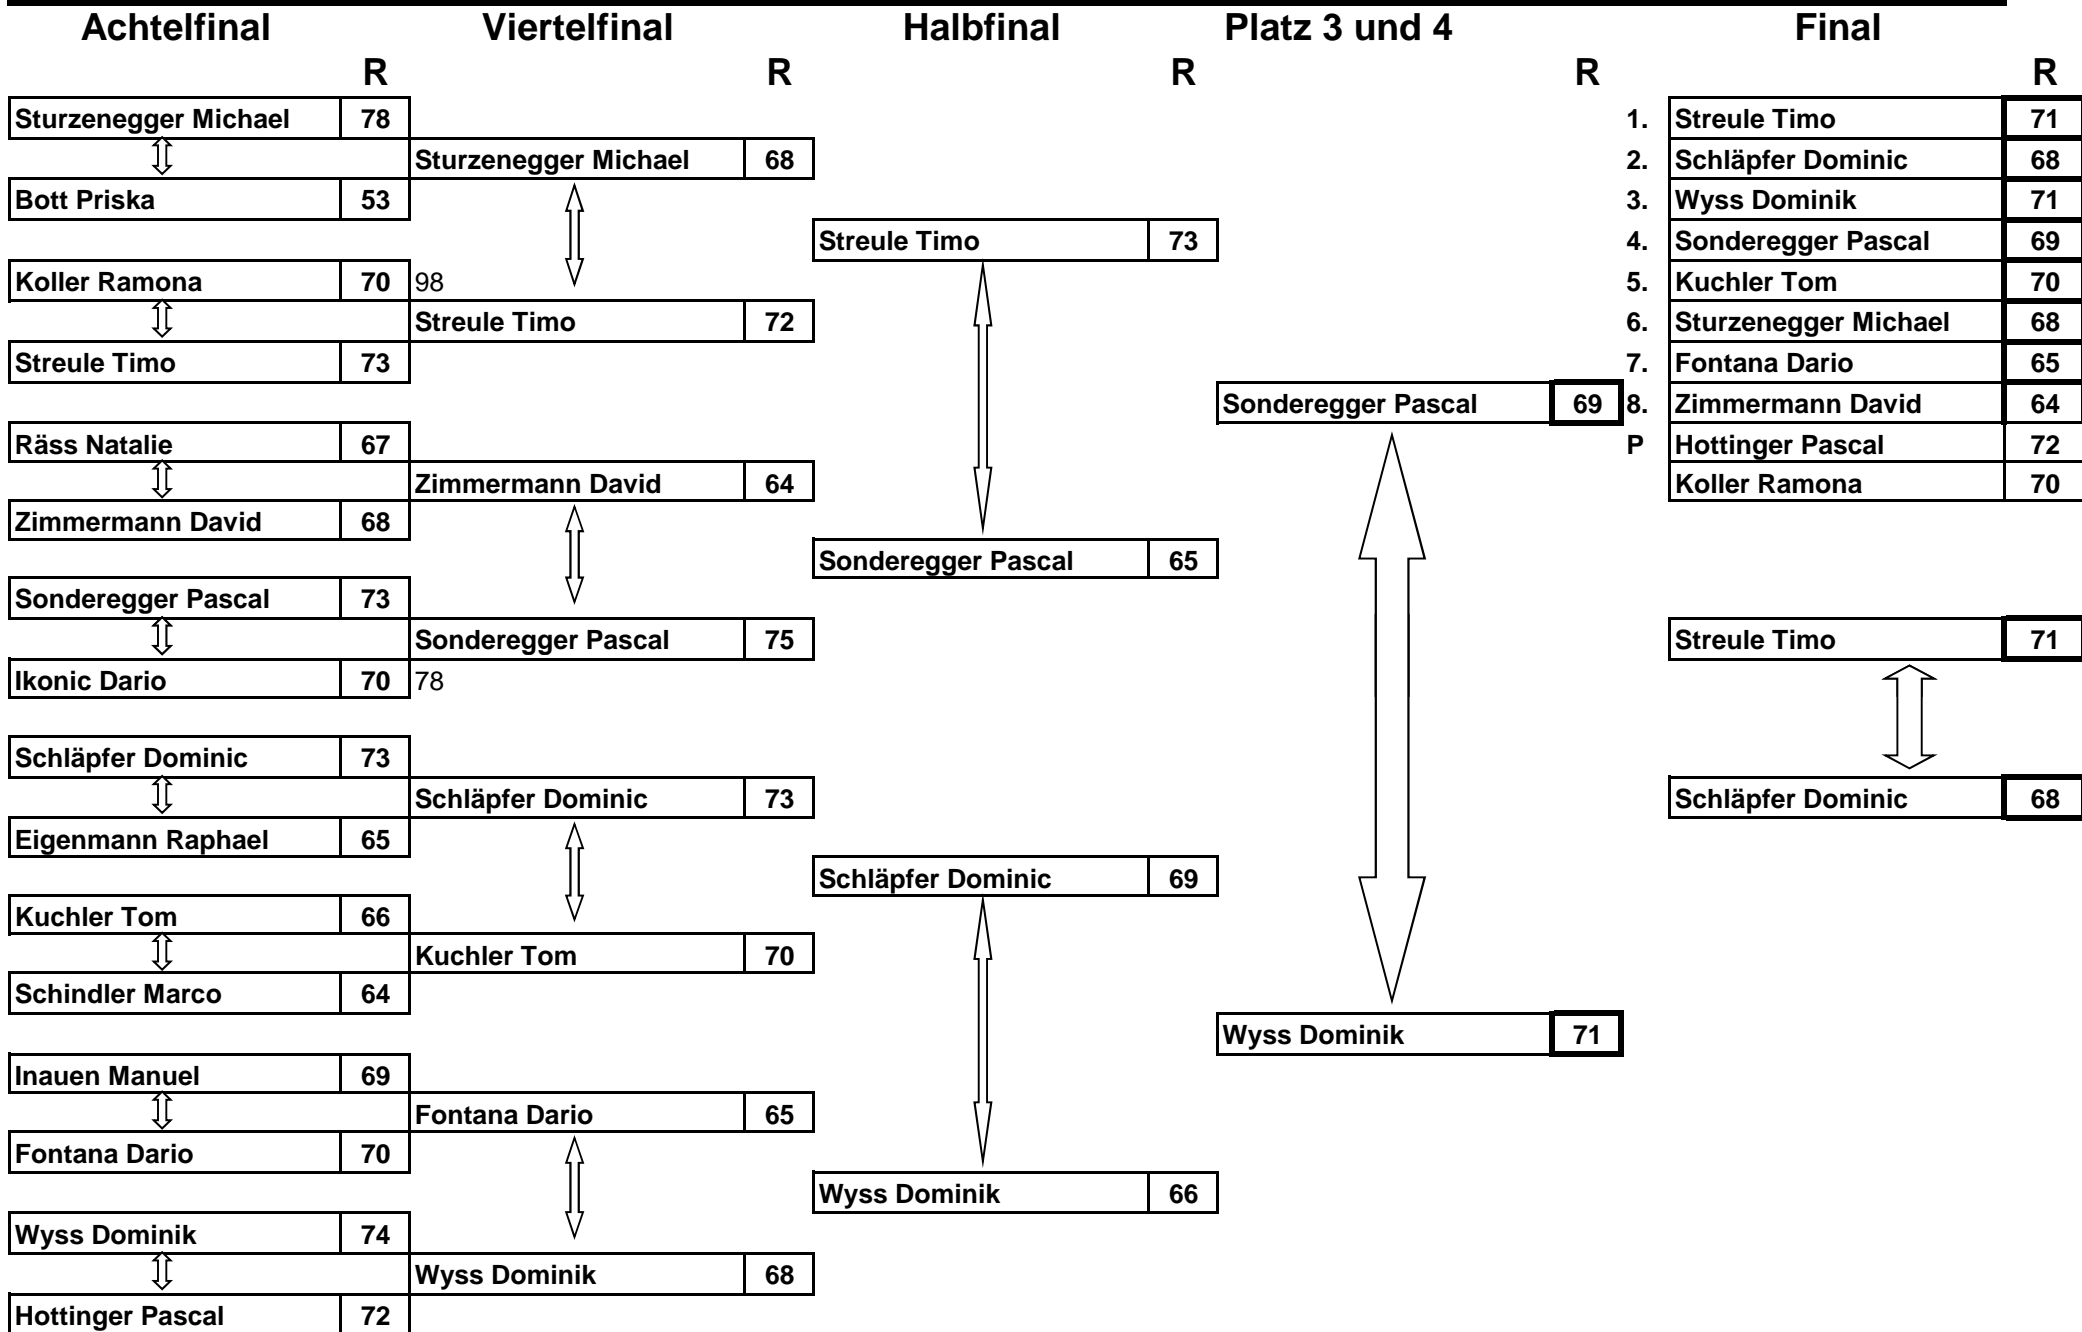 Achtelfinal Viertelfinal Halbfinal Platz 3 und 4 Final
R R R R R
Sturzenegger Michael 78 1. Streule Timo 71
Sturzenegger Michael 68 2. Schläpfer Dominic 68
Bott Priska 53 3. Wyss Dominik 71
Streule Timo 73 4. Sonderegger Pascal 69
Koller Ramona 70 98 5. Kuchler Tom 70
Streule Timo 72 6. Sturzenegger Michael 68
Streule Timo 73 7. Fontana Dario 65
Sonderegger Pascal 69 8. Zimmermann David 64
Räss Natalie 67 P Hottinger Pascal 72
Zimmermann David 64 Koller Ramona 70
Zimmermann David 68
Sonderegger Pascal 65
Sonderegger Pascal 73
Sonderegger Pascal 75 Streule Timo 71
Ikonic Dario 70 78
Schläpfer Dominic 73
Schläpfer Dominic 73 Schläpfer Dominic 68
Eigenmann Raphael 65
Schläpfer Dominic 69
Kuchler Tom 66
Kuchler Tom 70
Schindler Marco 64
Wyss Dominik 71
Inauen Manuel 69
Fontana Dario 65
Fontana Dario 70
Wyss Dominik 66
Wyss Dominik 74
Wyss Dominik 68
Hottinger Pascal 72